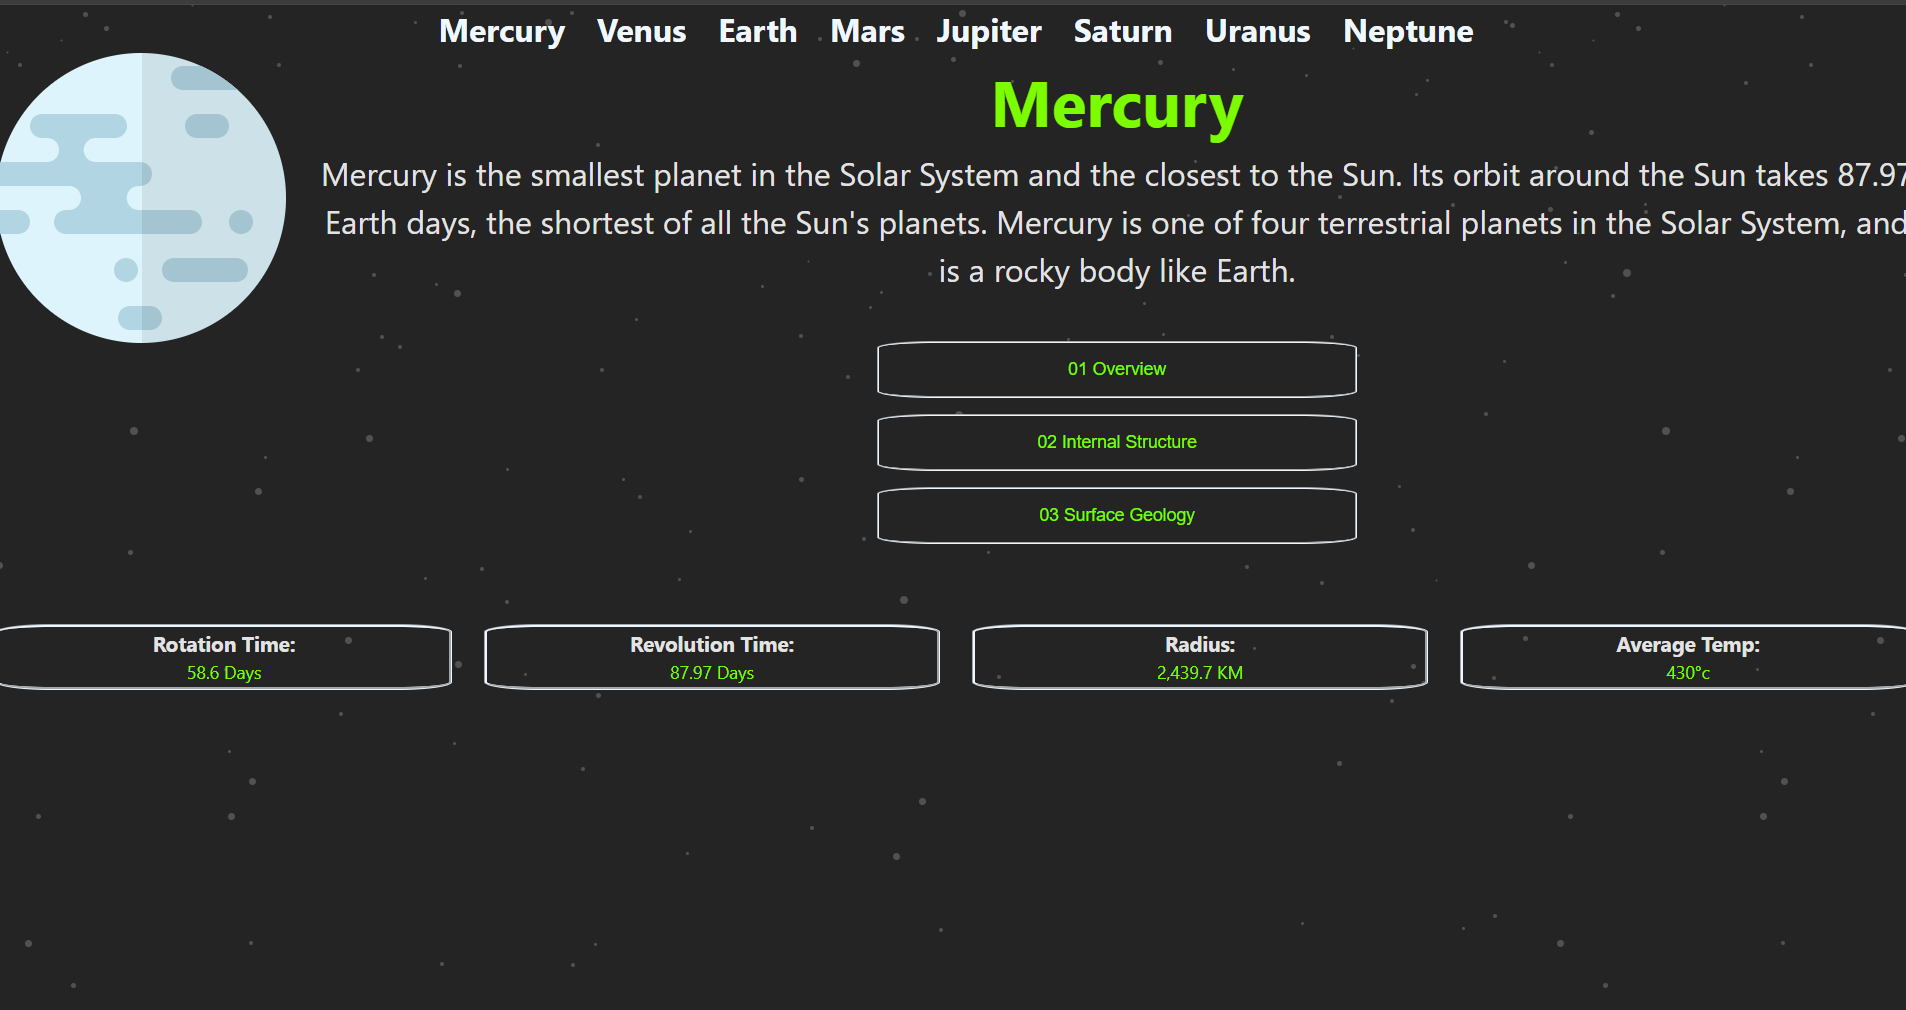 Mercury Venus Earth Mars Jupiter Saturn Uranus Neptune
Mercury
Mercury is the smallest planet in the Solar System and the closest to the Sun. Its orbit around the Sun takes 87.97
Earth days, the shortest of all the Sun's planets. Mercury is one of four terrestrial planets in the Solar System, and
is a rocky body like Earth.
01 Overview
02 Internal Structure
03 Surface Geology
Rotation Time: Revolution Time: Radius: Average Temp:
58.6 Days 87.97 Days 2,439.7 KM 430°c